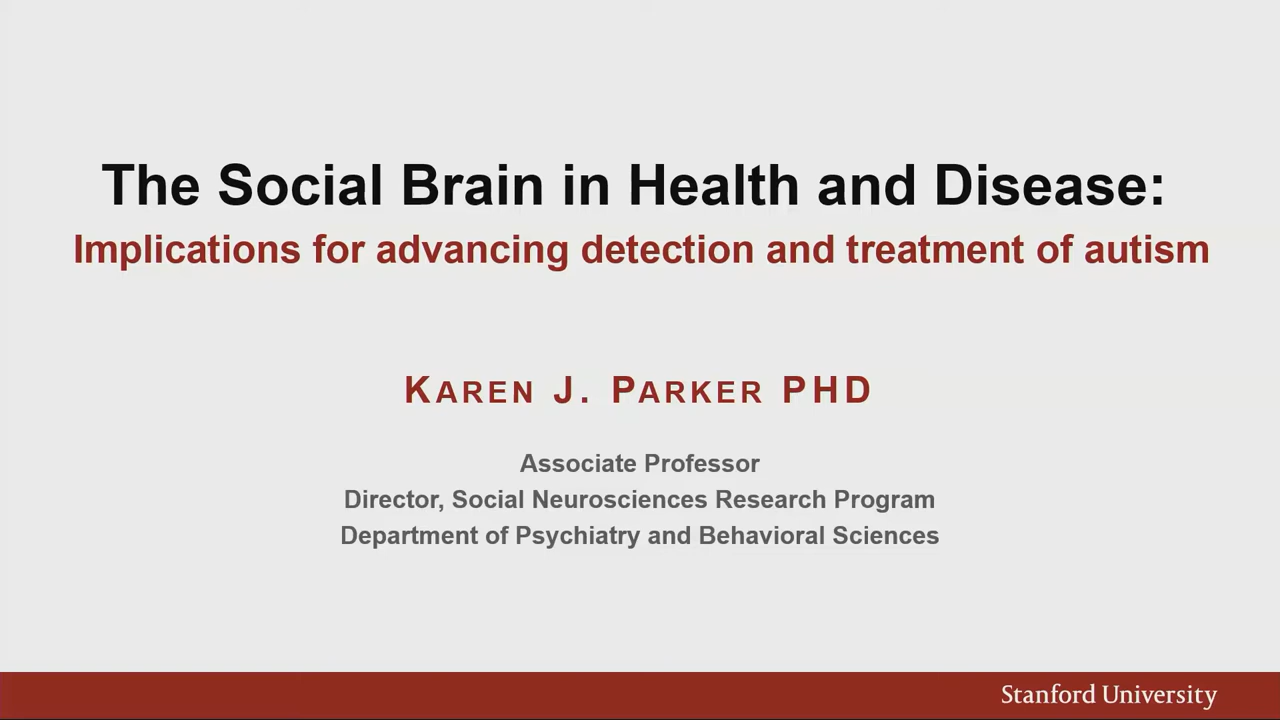 The Social Brain in Health and Disease:
Implications for advancing detection and treatment of autism
KAREN J. PARKER PHD
Associate Professor
Director, Social Neurosciences Research Program
Department of Psychiatry and Behavioral Sciences
Stanford University